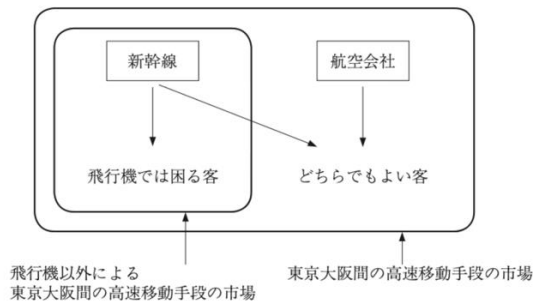 新幹線
航空会社
飛行機では困る客
どちらでもよい客
飛行機以外による
東京大阪間の高速移動手段の市場
東京大阪間の高速移動手段の市場